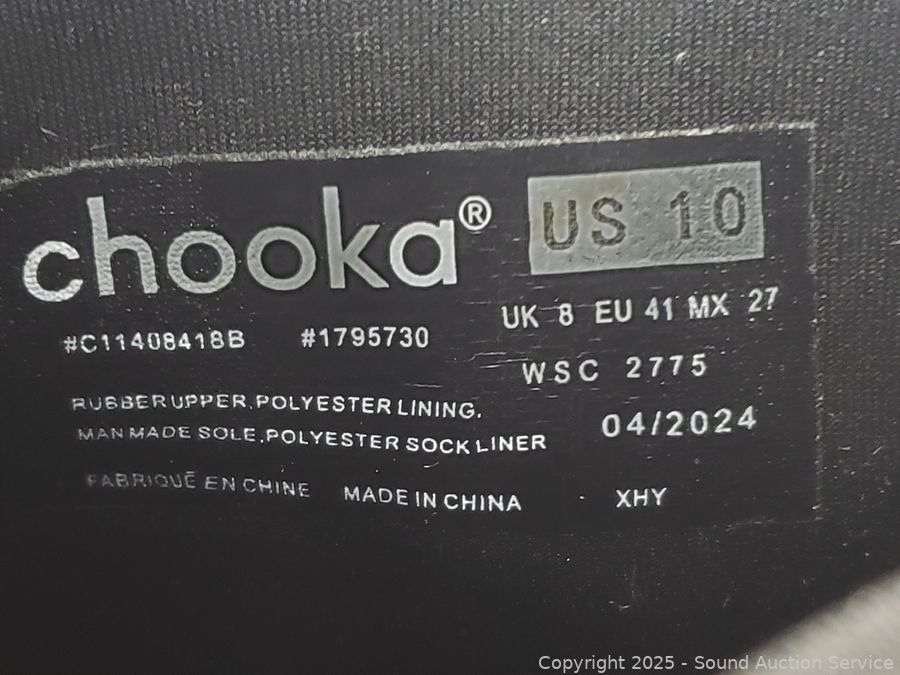 chooka®
US 10
UK 8 EU 41 MX 27
#C11408418B #1795730
WSC 2775
RUBBER UPPER.POLYESTER LINING.
MAN MADE SOLE.POLYESTER SOCK LINER
04/2024
FABRIQUÉ EN CHINE MADE IN CHINA
XHY
Copyright 2025 - Sound Auction Service